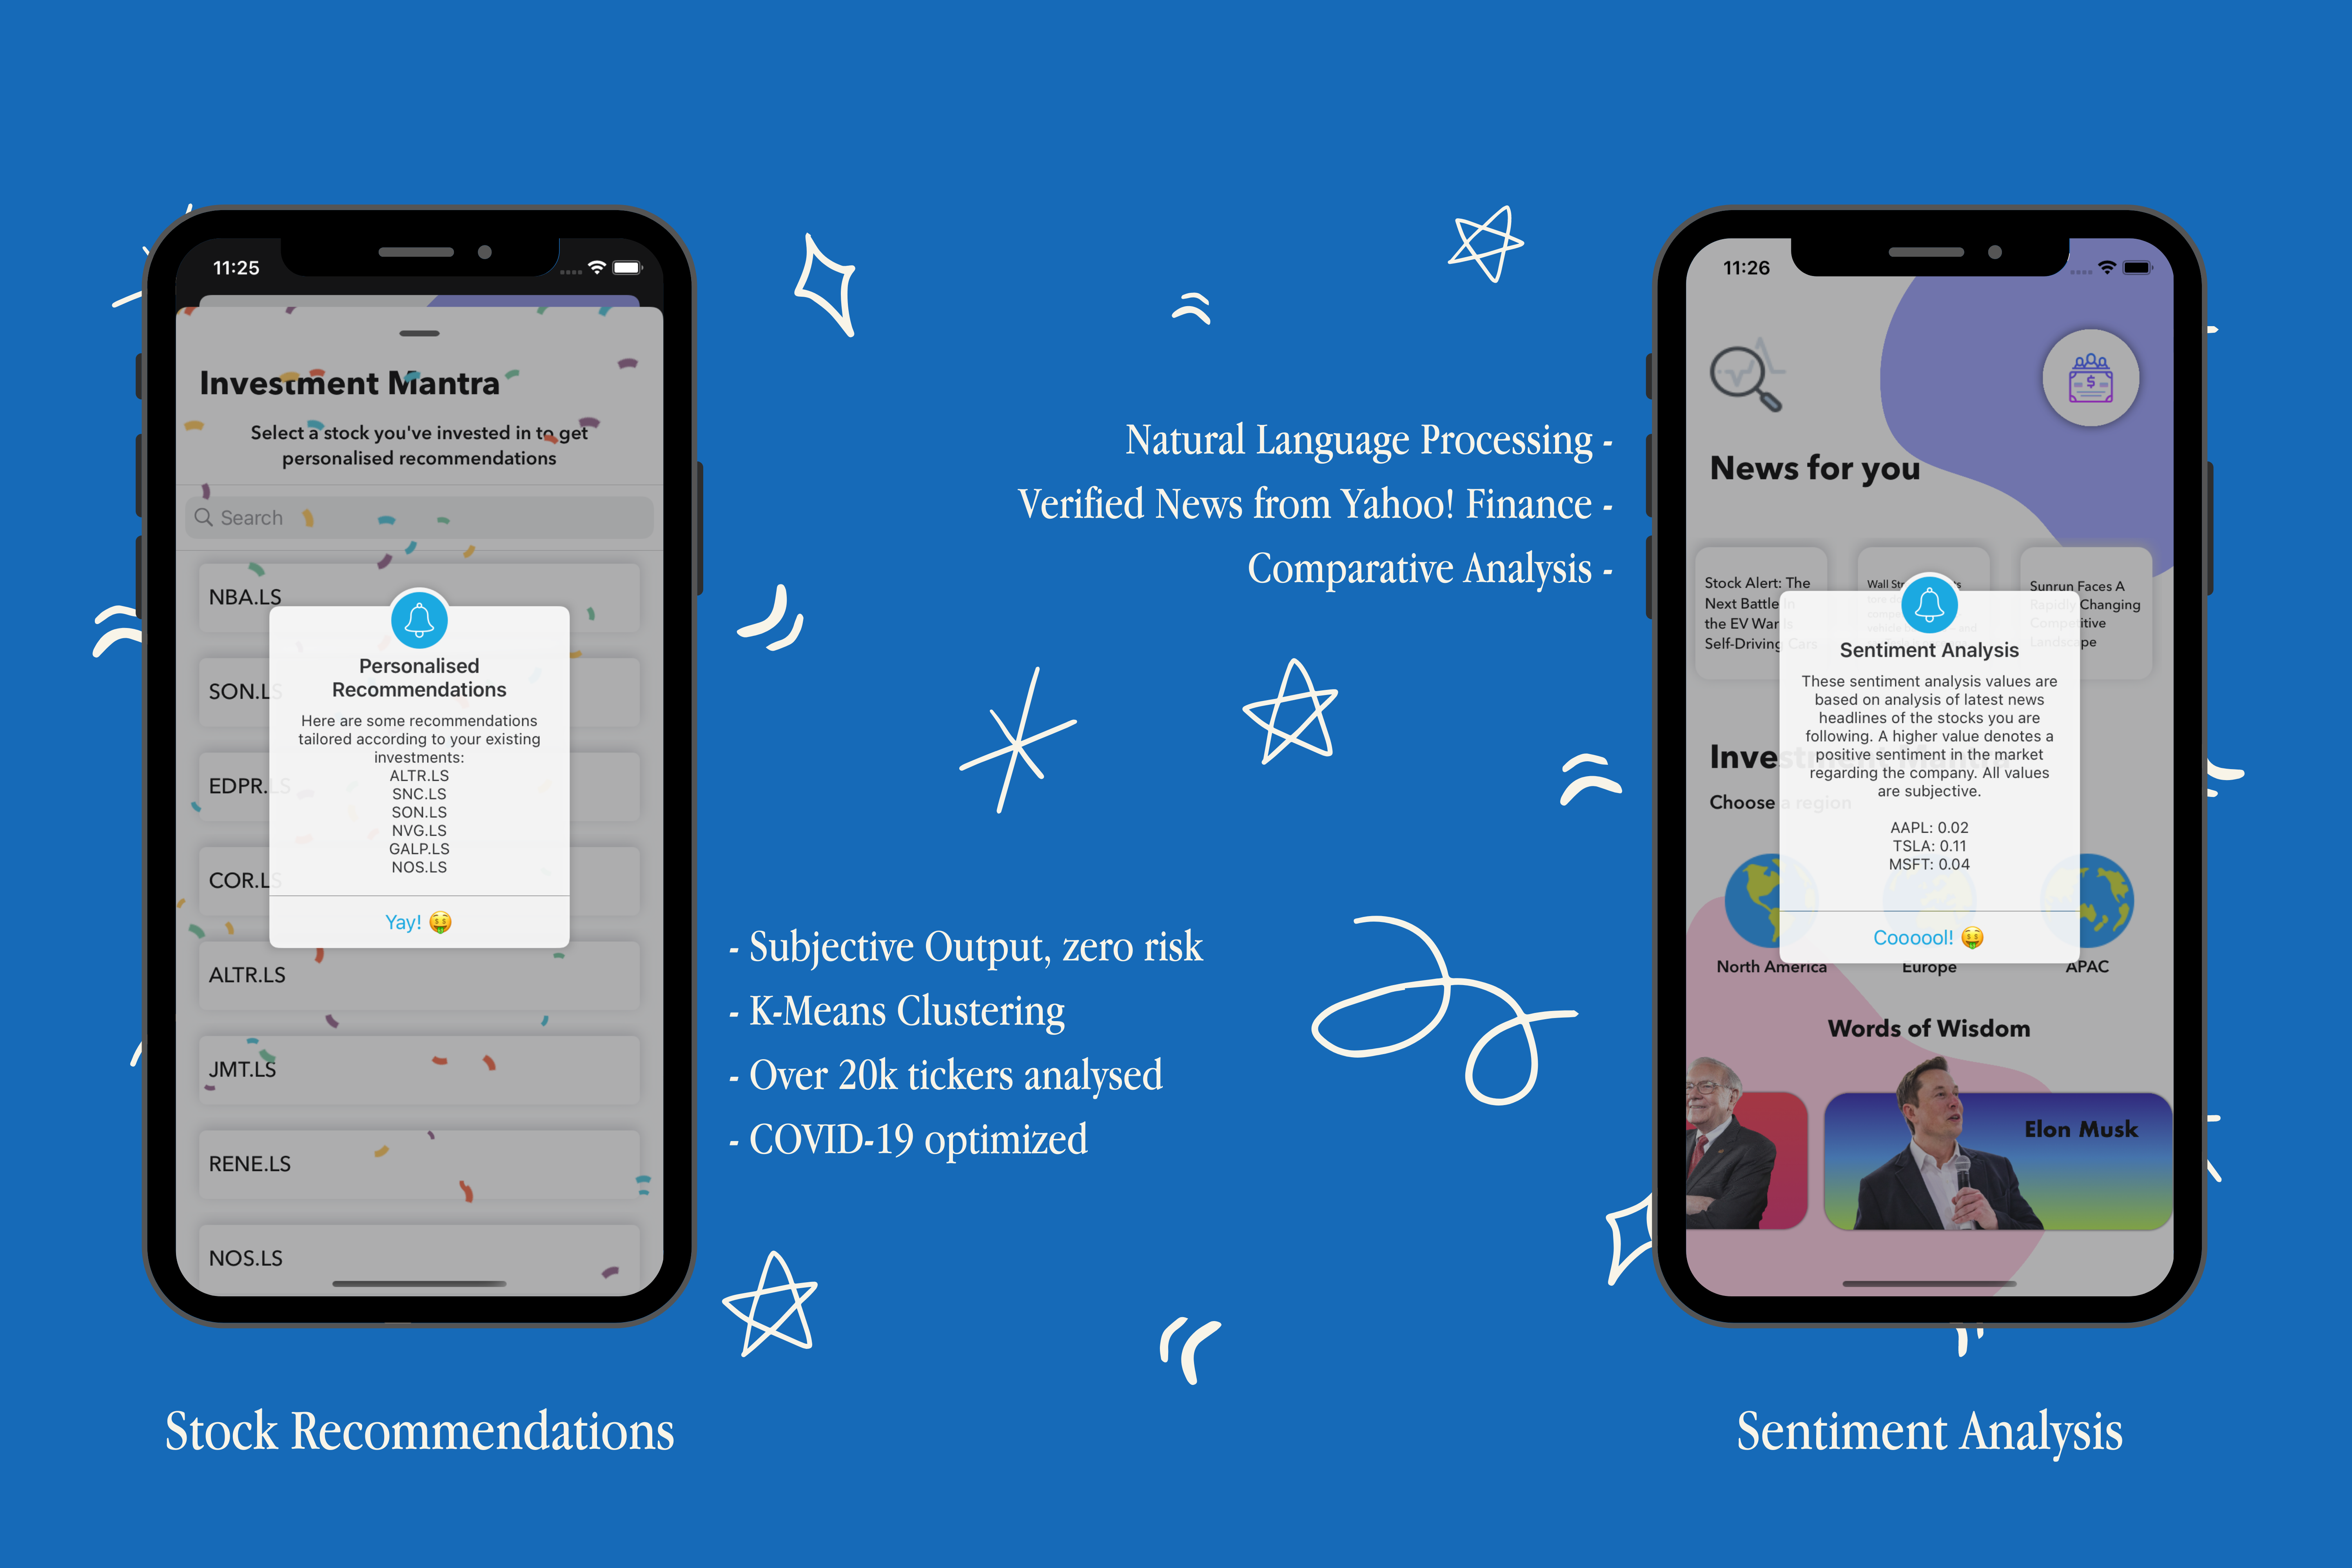 11:25
Investment Mantra
Select a stock you've invested in to get
personalised recommendations
Search
NBA.LS
SON.LS
EDPR.LS
COR.LS
ALTR.LS
JMT.LS
RENE.LS
NOS.LS
Personalised
Recommendations
Here are some recommendations
tailored according to your existing
investments:
ALTR.LS
SNC.LS
SON.LS
NVG.LS
GALP.LS
NOS.LS
Yay! 🤑
Stock Recommendations
Natural Language Processing -
Verified News from Yahoo! Finance -
Comparative Analysis -
- Subjective Output, zero risk
- K-Means Clustering
- Over 20k tickers analysed
- COVID-19 optimized
11:26
$
News for you
Stock Alert: The
Next Battle In
the EV War Is
Self-Driving Cars
Wall
Sunrun Faces A
Rapidly Changing
Competitive
Landscape
Sentiment Analysis
These sentiment analysis values are
based on analysis of latest news
headlines of the stocks you are
following. A higher value denotes a
positive sentiment in the market
regarding the company. All values
are subjective.
AAPL: 0.02
TSLA: 0.11
MSFT: 0.04
Coooool! 🤑
Investment Mantra
Choose a region
North America
Europe
APAC
Words of Wisdom
Elon Musk
Sentiment Analysis